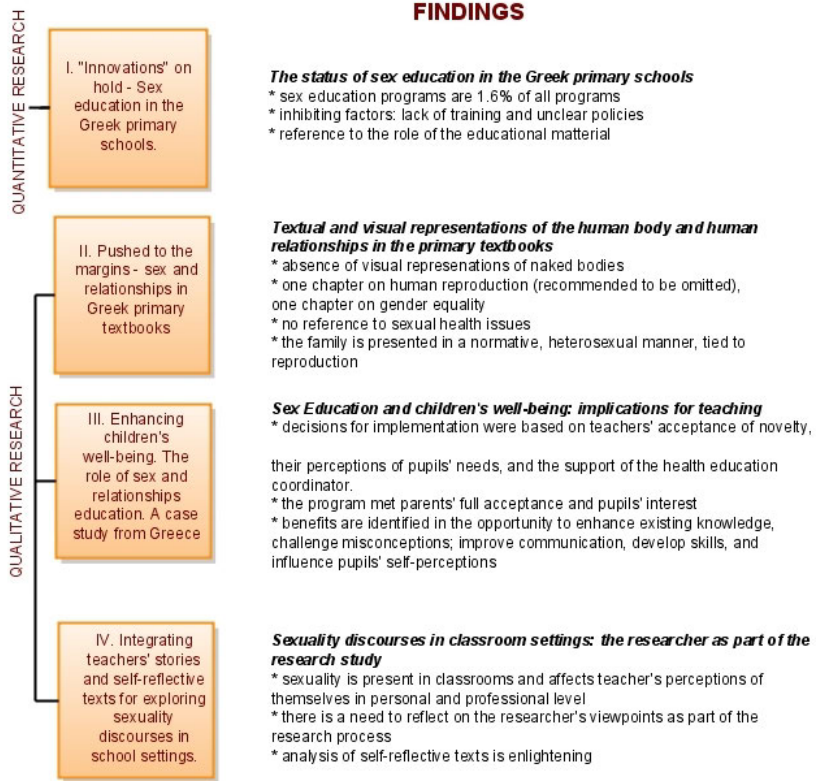 FINDINGS
QUANTITATIVE RESEARCH
I. "Innovations" on
hold - Sex
education in the
Greek primary
schools.
The status of sex education in the Greek primary schools
* sex education programs are 1.6% of all programs
* inhibiting factors: lack of training and unclear policies
* reference to the role of the educational matterial
QUALITATIVE RESEARCH
II. Pushed to the
margins - sex and
relationships in
Greek primary
textbooks
Textual and visual representations of the human body and human
relationships in the primary textbooks
* absence of visual represenations of naked bodies
* one chapter on human reproduction (recommended to be omitted),
one chapter on gender equality
* no reference to sexual health issues
* the family is presented in a normative, heterosexual manner, tied to
reproduction
III. Enhancing
children's
well-being. The
role of sex and
relationships
education. A case
study from Greece
Sex Education and children's well-being: implications for teaching
* decisions for implementation were based on teachers' acceptance of novelty,
their perceptions of pupils' needs, and the support of the health education
coordinator.
* the program met parents' full acceptance and pupils' interest
* benefits are identified in the opportunity to enhance existing knowledge,
challenge misconceptions; improve communication, develop skills, and
influence pupils' self-perceptions
IV. Integrating
teachers' stories
and self-reflective
texts for exploring
sexuality
discourses in
school settings.
Sexuality discourses in classroom settings: the researcher as part of the
research study
* sexuality is present in classrooms and affects teacher's perceptions of
themselves in personal and professional level
* there is a need to reflect on the researcher's viewpoints as part of the
research process
* analysis of self-reflective texts is enlightening